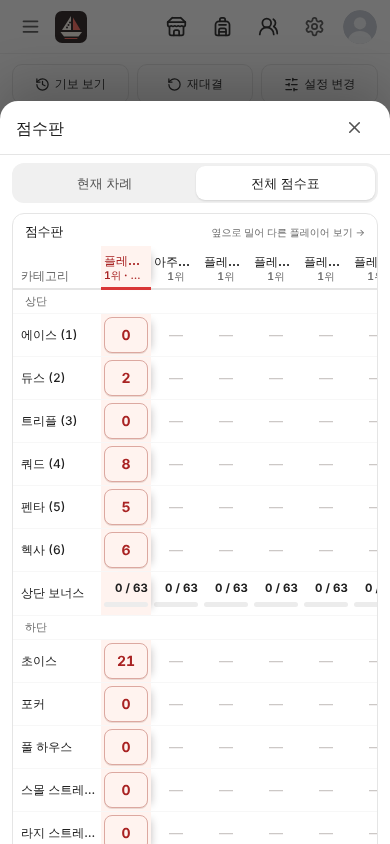 기보 보기 재대결 설정 변경
점수판
현재 차례 전체 점수표
점수판 옆으로 밀어 다른 플레이어 보기 →
카테고리 플레... 아주... 플레... 플레... 플레... 플레
1위 · ... 1위 1위 1위 1위
상단
에이스 (1) 0 — — — — —
듀스 (2) 2 — — — — —
트리플 (3) 0 — — — — —
쿼드 (4) 8 — — — — —
펜타 (5) 5 — — — — —
헥사 (6) 6 — — — — —
상단 보너스 0 / 63 0 / 63 0 / 63 0 / 63 0 / 63 0 /
하단
초이스 21 — — — — —
포커 0 — — — — —
풀 하우스 0 — — — — —
스몰 스트레... 0 — — — — —
라지 스트레... 0 — — — — —